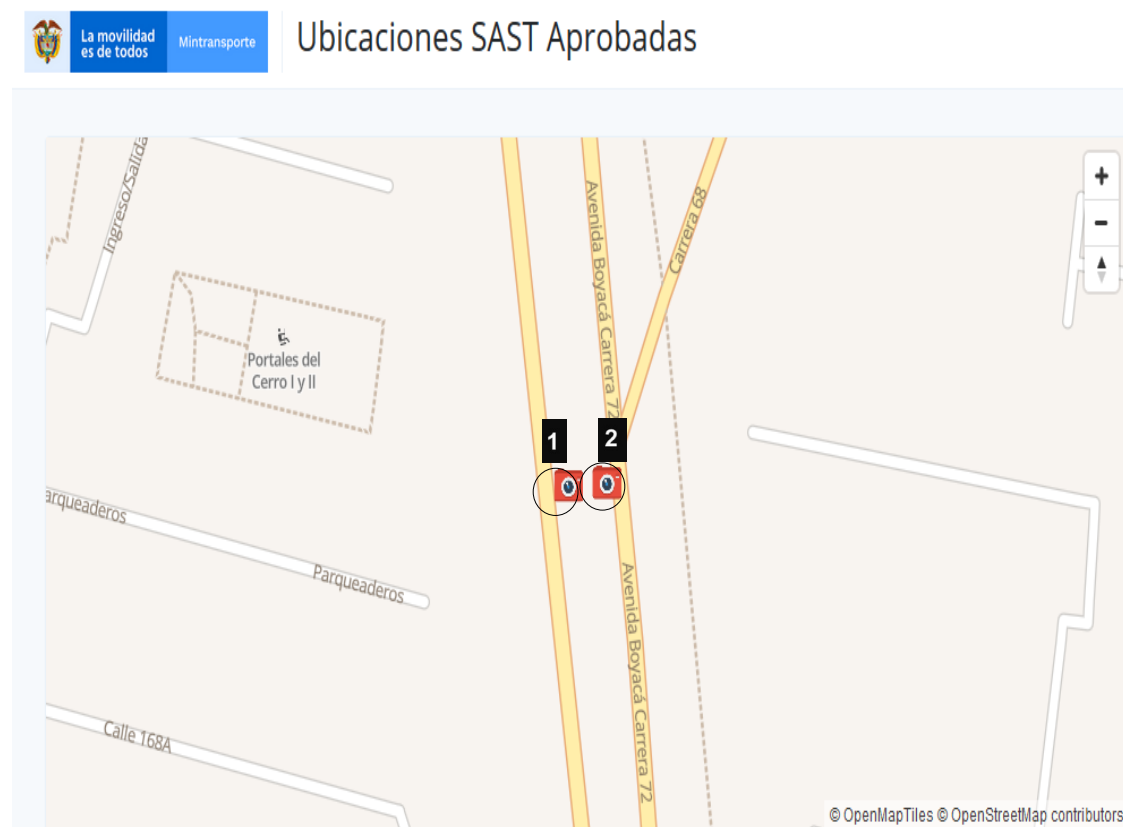 La movilidad
es de todos
Mintransporte
Ubicaciones SAST Aprobadas
Ingreso/Salida
Avenida Boyacá Carrera 72
Carrera 68
+
−
Portales del
Cerro I y II
1
2
arqueaderos
Parqueaderos
Avenida Boyacá Carrera 72
Calle 168A
© OpenMapTiles © OpenStreetMap contributors